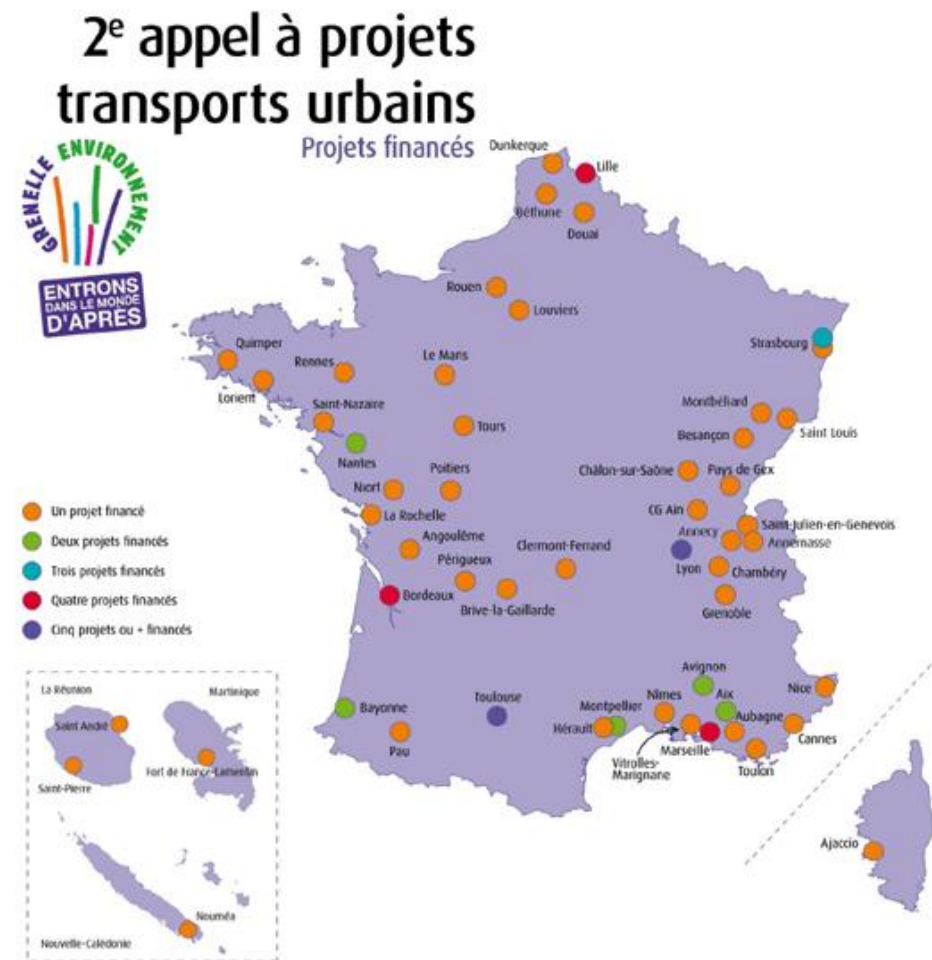 2e appel à projets
transports urbains
Projets financés
GRENELLE ENVIRONNEMENT
ENTRONS
DANS LE MONDE
D'APRÈS
Dunkerque
Lille
Béthune
Douai
Rouen
Louviers
Strasbourg
Quimper
Rennes
Le Mans
Lorient
Saint-Nazaire
Montbéliard
Saint Louis
Tours
Besançon
Nantes
Poitiers
Châlon-sur-Saône
Pays de Gex
Niort
La Rochelle
CG Ain
Saint-Julien-en-Genevois
Angoulême
Annecy
Annemasse
Clermont-Ferrand
Périgueux
Lyon
Chambéry
Bordeaux
Brive-la-Gaillarde
Grenoble
Un projet financé
Deux projets financés
Trois projets financés
Quatre projets financés
Cinq projets ou + financés
Avignon
Nice
Bayonne
Toulouse
Montpellier
Nîmes
Aix
Hérault
Aubagne
Cannes
Pau
Marseille
Vitrolles-
Marignane
Toulon
Ajaccio
La Réunion
Martinique
Saint André
Fort de France-Lamentin
Saint-Pierre
Nouméa
Nouvelle-Calédonie